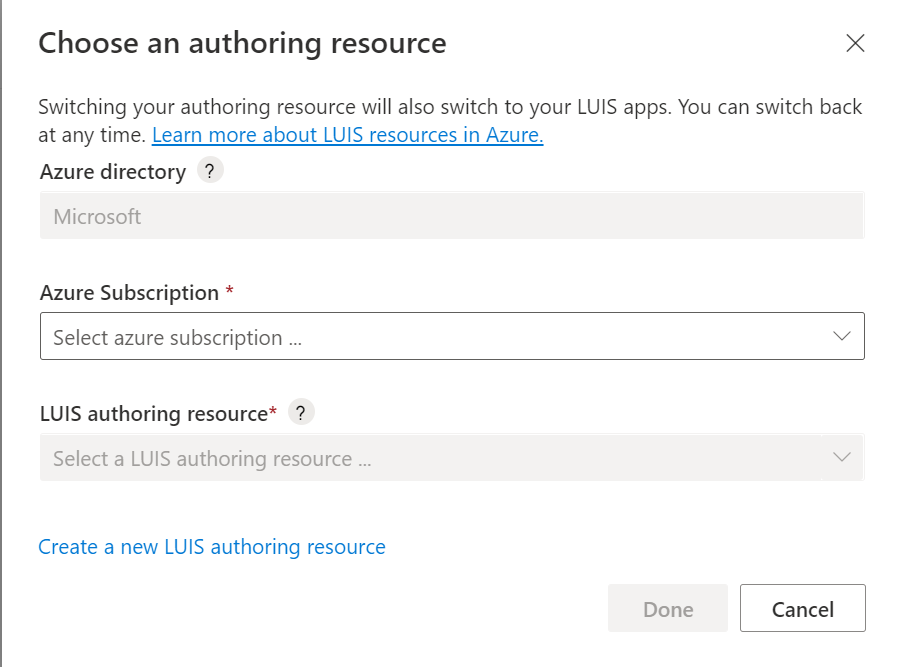 Choose an authoring resource
Switching your authoring resource will also switch to your LUIS apps. You can switch back
at any time. Learn more about LUIS resources in Azure.
Azure directory ?
Microsoft
Azure Subscription *
Select azure subscription ...
LUIS authoring resource* ?
Select a LUIS authoring resource ...
Create a new LUIS authoring resource
Done Cancel